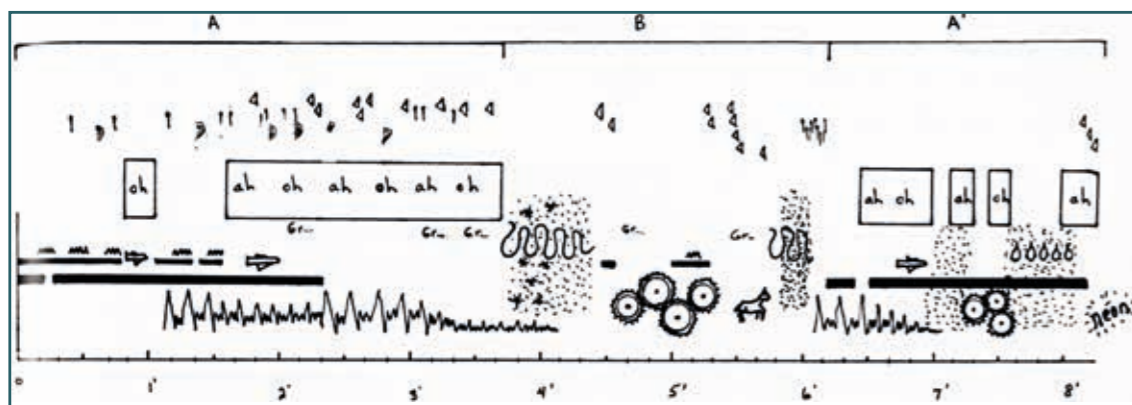 A B A'
oh ah oh ah oh ah oh ah oh ah oh ah
Gr... Gr... Gr... Gr... Gr...
neon
0 1' 2' 3' 4' 5' 6' 7' 8'